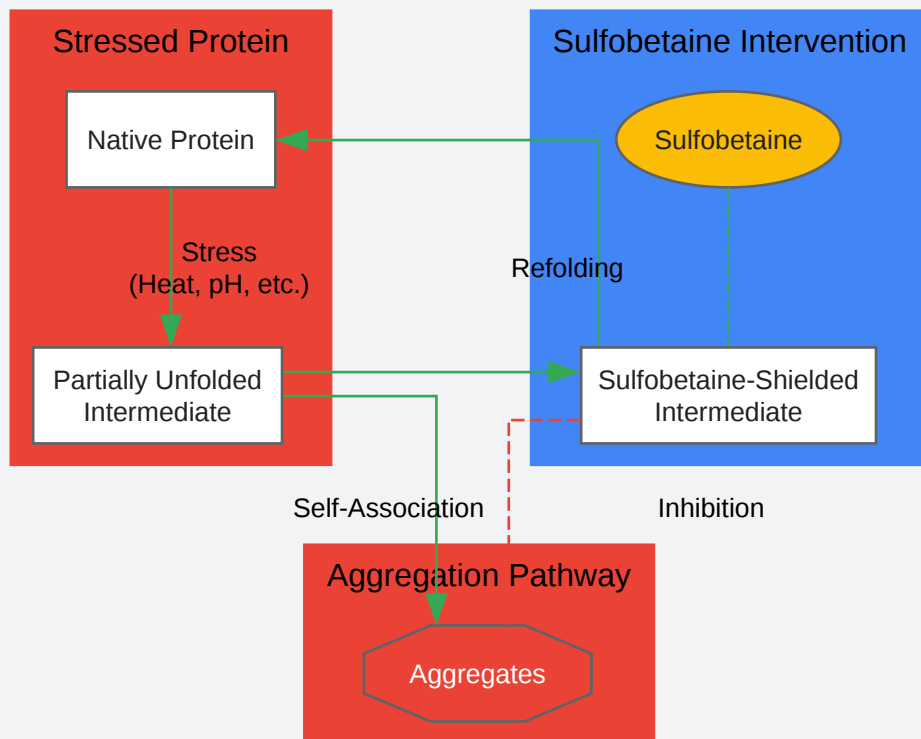 Stressed Protein
Sulfobetaine Intervention
Native Protein
Sulfobetaine
Stress
(Heat, pH, etc.)
Refolding
Partially Unfolded
Intermediate
Sulfobetaine-Shielded
Intermediate
Self-Association
Inhibition
Aggregation Pathway
Aggregates